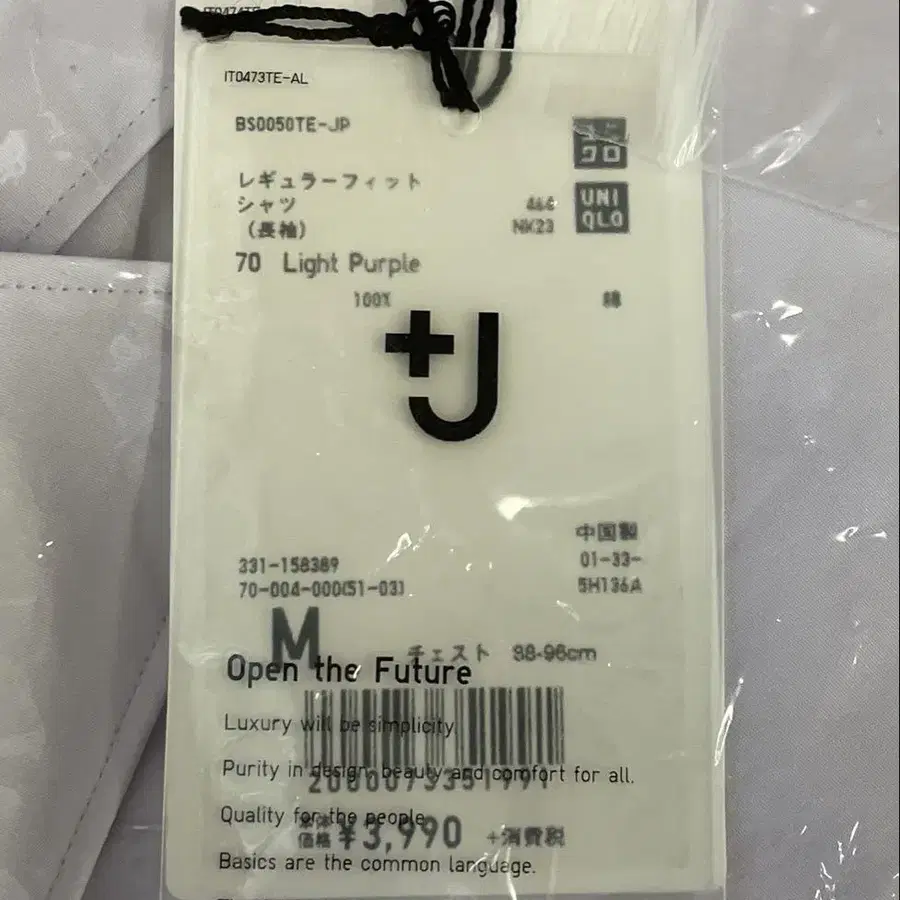 IT0473TE-AL
BS0050TE-JP
レギュラーフィット
シャツ
(長袖)
NK23
ユニ
クロ
UNI
QLO
70 Light Purple
100% 綿
+J
中国製
331-158389
01-33-
70-004-000(51-03)
5H136A
M
チェスト 88-96cm
Open the Future
Luxury will be simplicity.
Purity in design, beauty and comfort for all.
Quality for the people.
本体
価格 ¥3,990 +消費税
Basics are the common language.